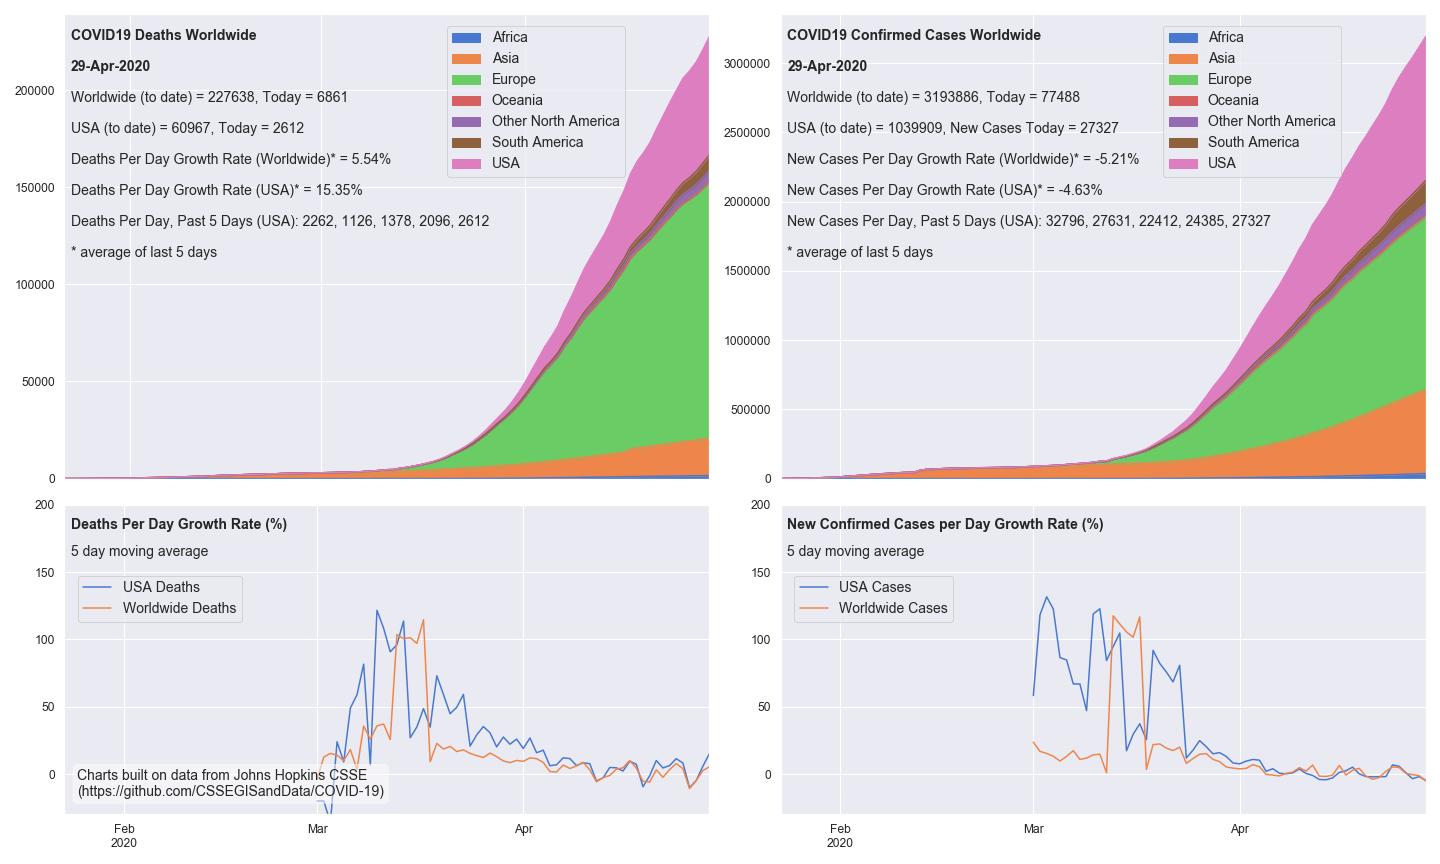 COVID19 Deaths Worldwide
29-Apr-2020
Worldwide (to date) = 227638, Today = 6861
USA (to date) = 60967, Today = 2612
Deaths Per Day Growth Rate (Worldwide)* = 5.54%
Deaths Per Day Growth Rate (USA)* = 15.35%
Deaths Per Day, Past 5 Days (USA): 2262, 1126, 1378, 2096, 2612
* average of last 5 days
Africa
Asia
Europe
Oceania
Other North America
South America
USA
200000
150000
100000
50000
0
COVID19 Confirmed Cases Worldwide
29-Apr-2020
Worldwide (to date) = 3193886, Today = 77488
USA (to date) = 1039909, New Cases Today = 27327
New Cases Per Day Growth Rate (Worldwide)* = -5.21%
New Cases Per Day Growth Rate (USA)* = -4.63%
New Cases Per Day, Past 5 Days (USA): 32796, 27631, 22412, 24385, 27327
* average of last 5 days
Africa
Asia
Europe
Oceania
Other North America
South America
USA
3000000
2500000
2000000
1500000
1000000
500000
0
Deaths Per Day Growth Rate (%)
5 day moving average
USA Deaths
Worldwide Deaths
200
150
100
50
0
Charts built on data from Johns Hopkins CSSE
(https://github.com/CSSEGISandData/COVID-19)
Feb
2020
Mar
Apr
New Confirmed Cases per Day Growth Rate (%)
5 day moving average
USA Cases
Worldwide Cases
200
150
100
50
0
Feb
2020
Mar
Apr